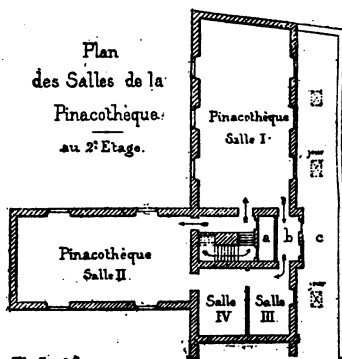 Plan
des Salles de la
Pinacothèque
au 2ᵉ Etage.
Pinacothèque
Salle I.
a
b
c
Pinacothèque
Salle II
Salle
IV
Salle
III